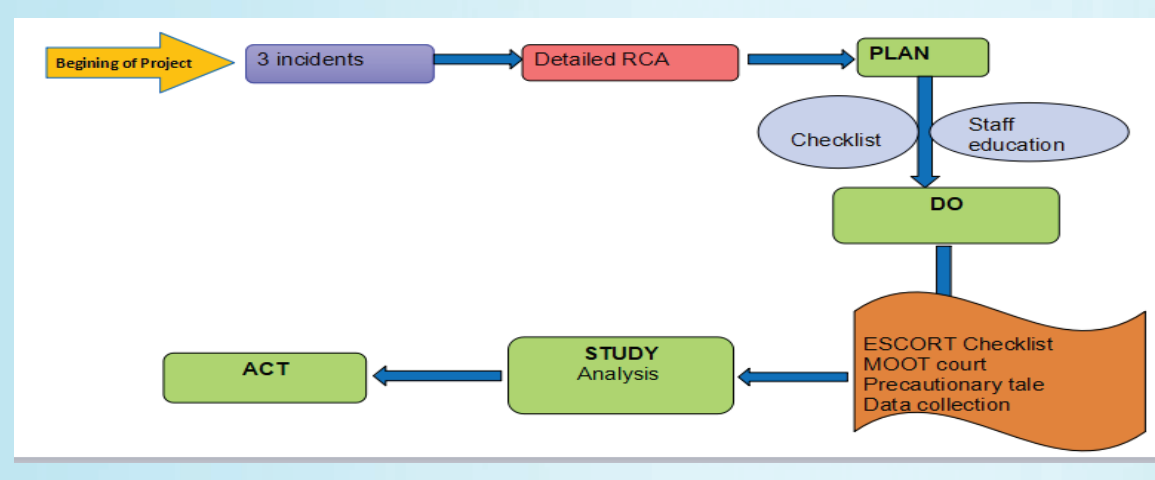 Begining of Project
3 incidents
Detailed RCA
PLAN
Checklist
Staff
education
DO
ESCORT Checklist
MOOT court
Precautionary tale
Data collection
STUDY
Analysis
ACT